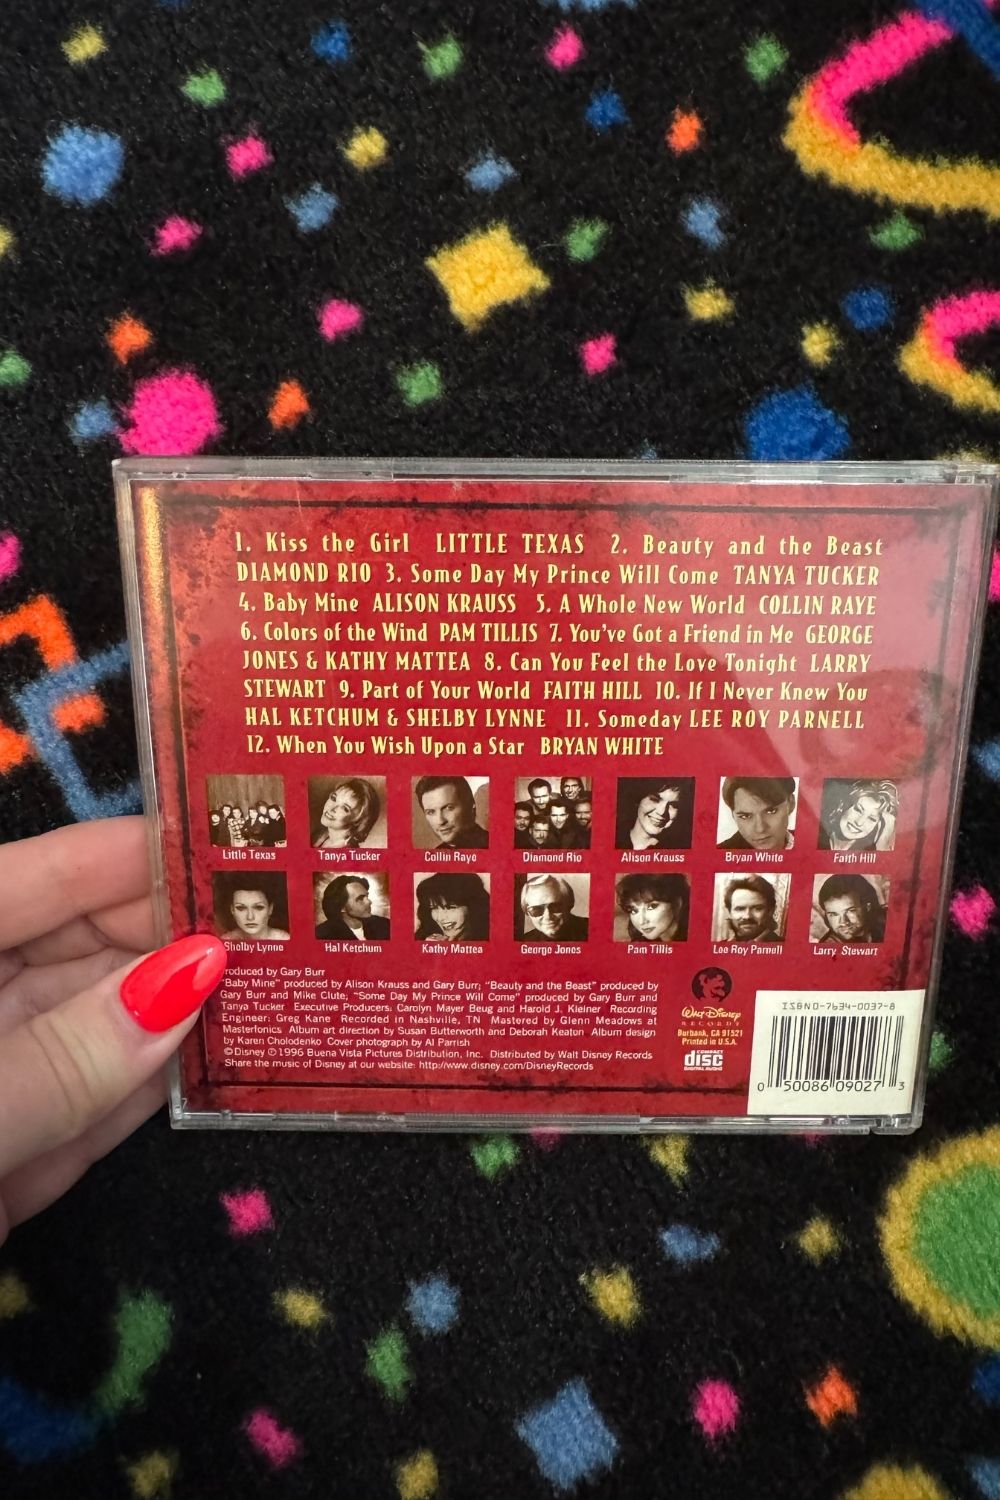 1. Kiss the Girl LITTLE TEXAS 2. Beauty and the Beast
DIAMOND RIO 3. Some Day My Prince Will Come TANYA TUCKER
4. Baby Mine ALISON KRAUSS 5. A Whole New World COLLIN RAYE
6. Colors of the Wind PAM TILLIS 7. You've Got a Friend in Me GEORGE
JONES & KATHY MATTEA 8. Can You Feel the Love Tonight LARRY
STEWART 9. Part of Your World FAITH HILL 10. If I Never Knew You
HAL KETCHUM & SHELBY LYNNE 11. Someday LEE ROY PARNELL
12. When You Wish Upon a Star BRYAN WHITE
Little Texas Tanya Tucker Collin Raye Diamond Rio Alison Krauss Bryan White Faith Hill
Shelby Lynne Hal Ketchum Kathy Mattea George Jones Pam Tillis Lee Roy Parnell Larry Stewart
roduced by Gary Burr
"Baby Mine" produced by Alison Krauss and Gary Burr; "Beauty and the Beast" produced by
Gary Burr and Mike Clute; "Some Day My Prince Will Come" produced by Gary Burr and
Tanya Tucker Executive Producers: Carolyn Mayer Beug and Harold J. Kleiner Recording
Engineer: Greg Kane Recorded in Nashville, TN Mastered by Glenn Meadows at
Masterfonics Album art direction by Susan Butterworth and Deborah Keaton Album design
by Karen Cholodenko Cover photograph by Al Parrish
© Disney ℗ 1996 Buena Vista Pictures Distribution, Inc. Distributed by Walt Disney Records
Share the music of Disney at our website: http://www.disney.com/DisneyRecords
WALT DISNEY
RECORDS
Burbank, CA 91521
Printed in U.S.A.
COMPACT
disc
DIGITAL AUDIO
ISBN 0-7634-0037-8
0 50086 09027 3